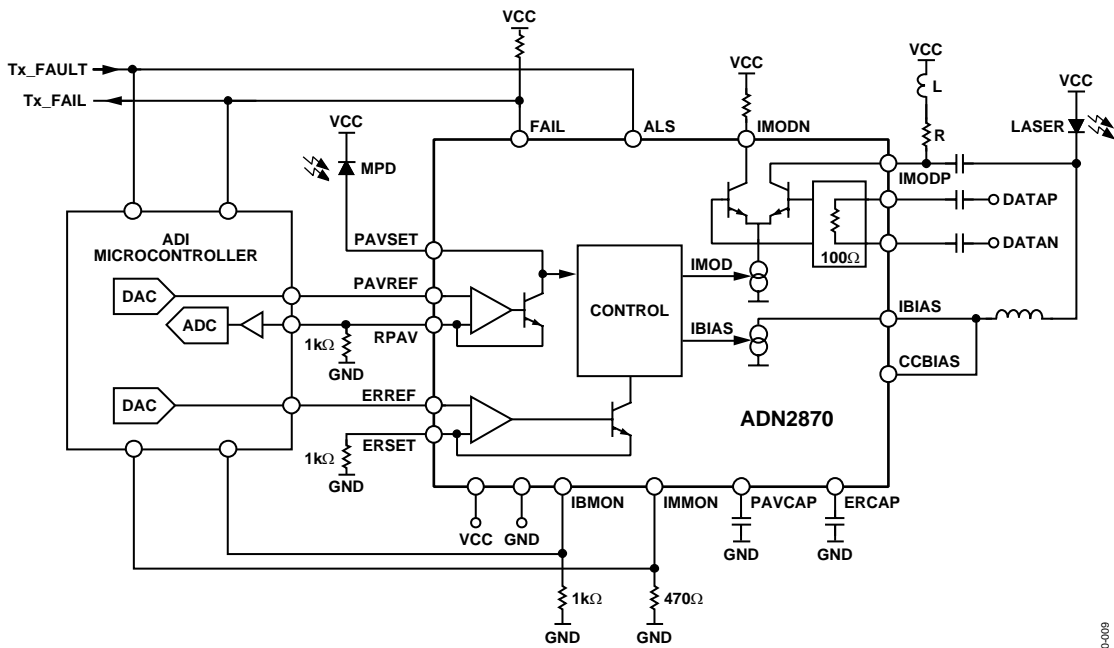 VCC
Tx_FAULT
Tx_FAIL
VCC
VCC
VCC
L
R
LASER
FAIL
ALS
IMODN
VCC
MPD
IMODP
DATAP
DATAN
100Ω
ADI
MICROCONTROLLER
PAVSET
DAC
PAVREF
ADC
RPAV
1kΩ
GND
CONTROL
IMOD
IBIAS
IBIAS
CCBIAS
DAC
ERREF
ERSET
1kΩ
GND
ADN2870
VCC
GND
IBMON
IMMON
PAVCAP
ERCAP
GND
GND
1kΩ
470Ω
GND
GND
0-009